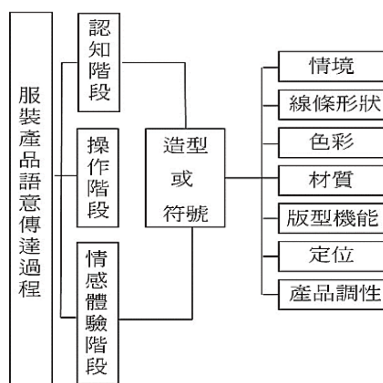 服裝產品語意傳達過程
認知階段
操作階段
情感體驗階段
造型
或
符號
情境
線條形狀
色彩
材質
版型機能
定位
產品調性